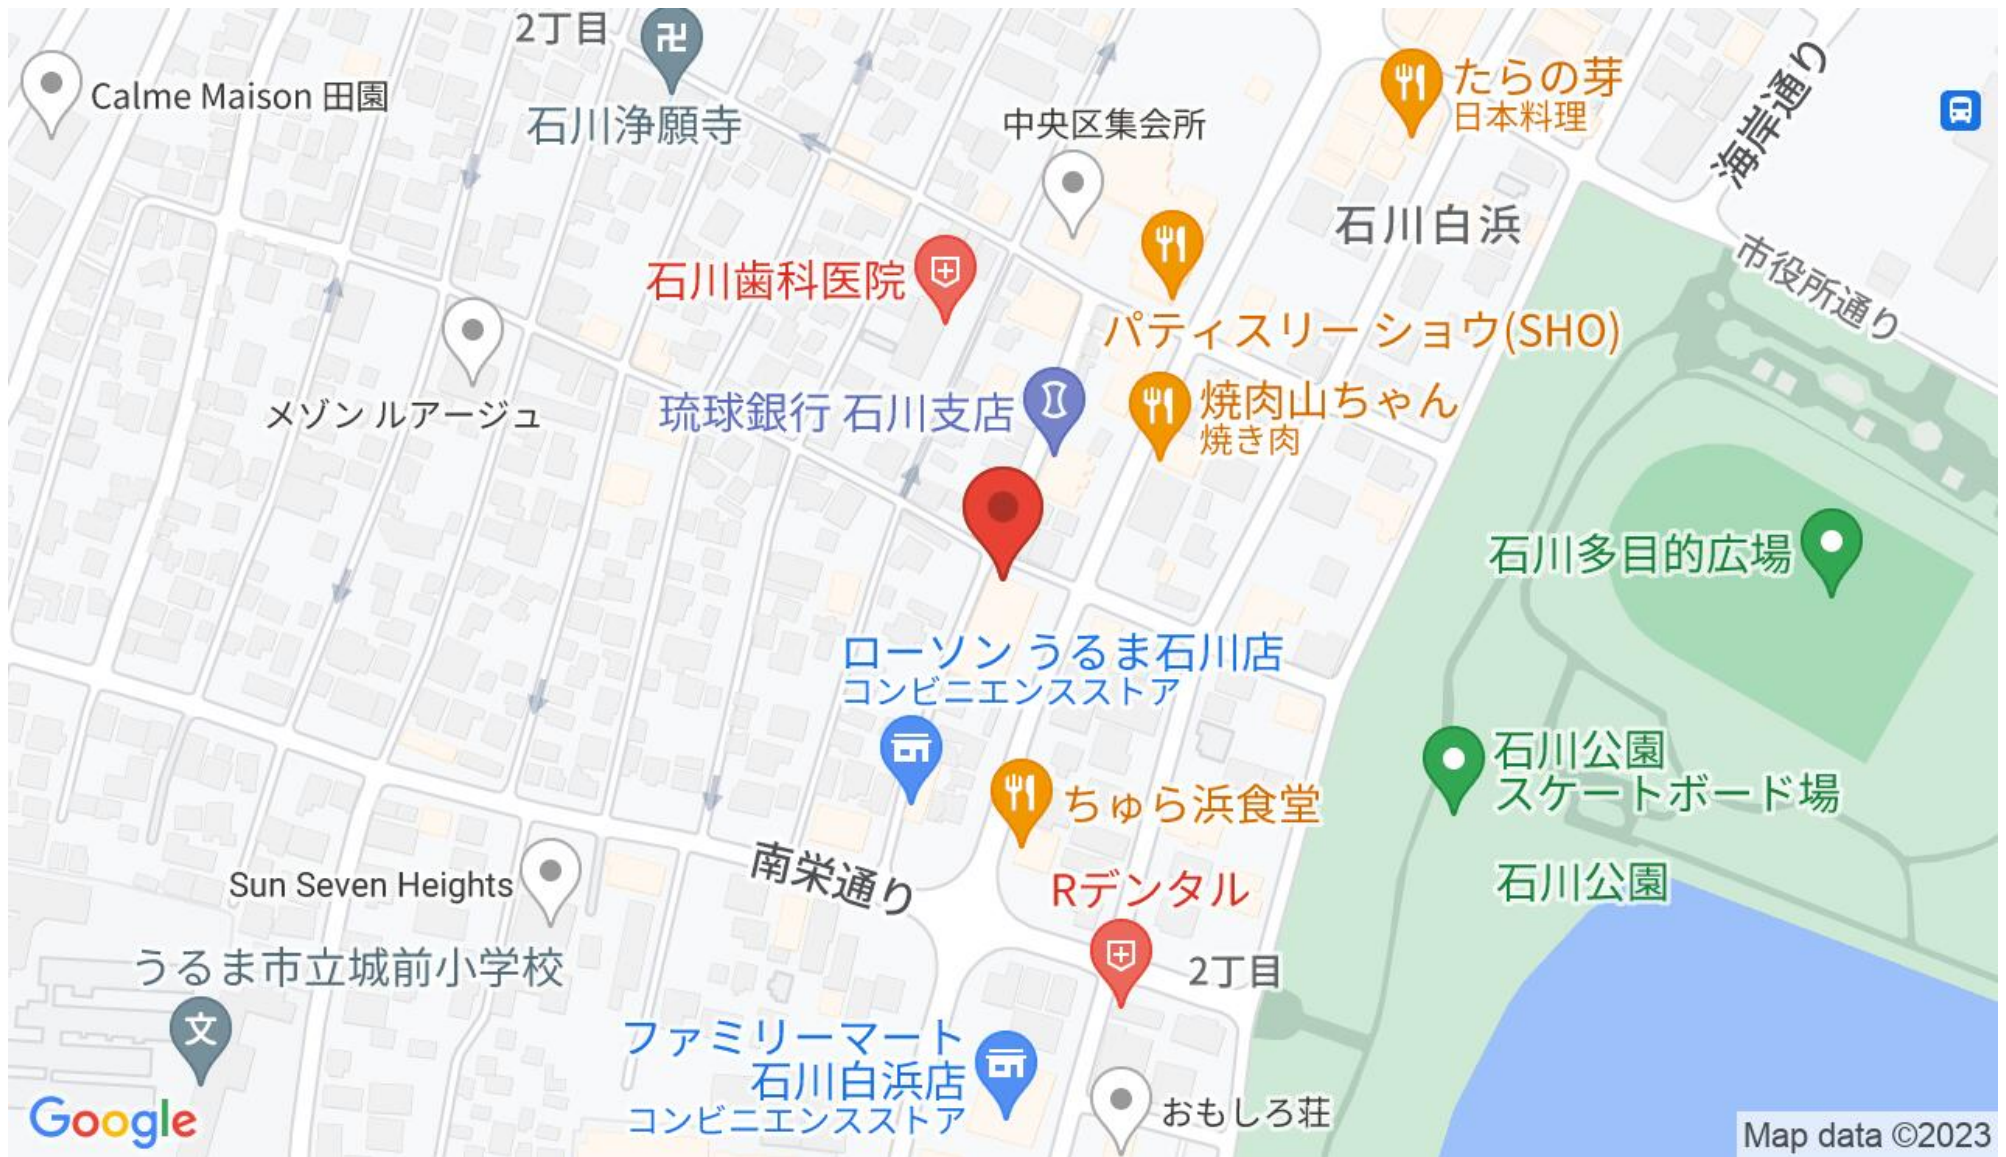 2丁目
卍
Calme Maison 田園
石川浄願寺
中央区集会所
たらの芽
日本料理
海岸通り
石川白浜
市役所通り
石川歯科医院
パティスリー ショウ(SHO)
メゾン ルアージュ
琉球銀行 石川支店
焼肉山ちゃん
焼き肉
石川多目的広場
ローソン うるま石川店
コンビニエンスストア
石川公園
スケートボード場
ちゅら浜食堂
南栄通り
Rデンタル
石川公園
Sun Seven Heights
うるま市立城前小学校
文
2丁目
ファミリーマート
石川白浜店
コンビニエンスストア
おもしろ荘
Google
Map data ©2023